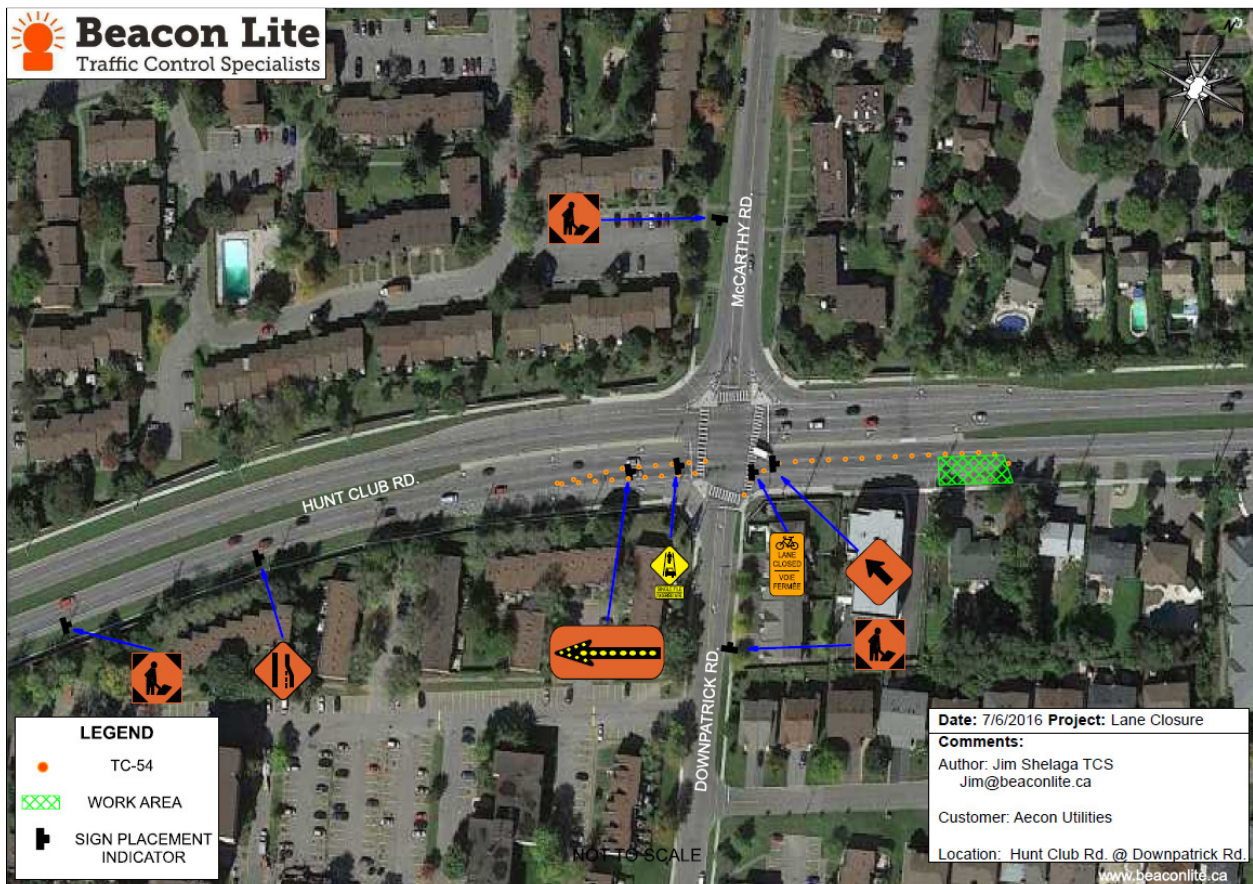 Beacon Lite
Traffic Control Specialists
N
McCARTHY RD.
HUNT CLUB RD.
LANE
CLOSED
VOIE
FERMÉE
DOWNPATRICK RD.
LEGEND
TC-54
WORK AREA
SIGN PLACEMENT
INDICATOR
NOT TO SCALE
Date: 7/6/2016 Project: Lane Closure
Comments:
Author: Jim Shelaga TCS
Jim@beaconlite.ca
Customer: Aecon Utilities
Location: Hunt Club Rd. @ Downpatrick Rd.
www.beaconlite.ca